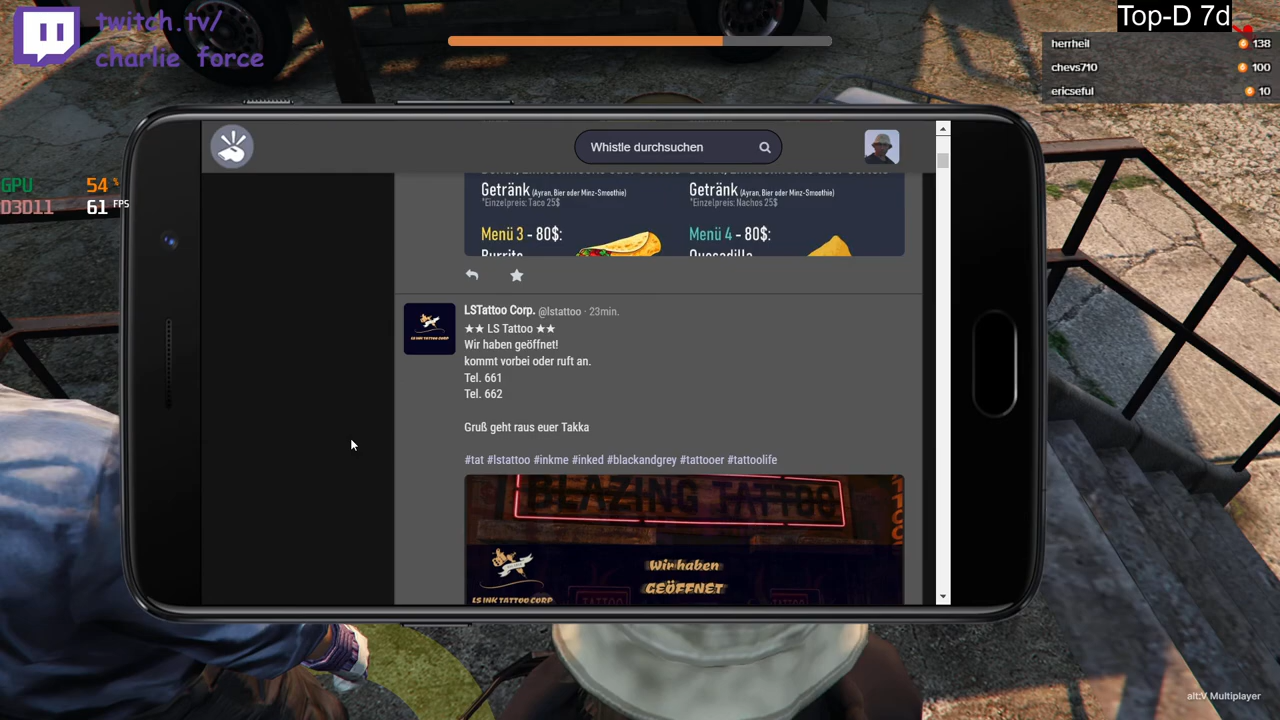 twitch.tv/
charlie force
Top-D 7d
herrheil 138
chevs710 100
ericseful 10
GPU 54 %
D3D11 61 FPS
Whistle durchsuchen
Getränk (Ayran, Bier oder Minz-Smoothie)
*Einzelpreis: Taco 25$
Menü 3 - 80$:
Burrito
Getränk (Ayran, Bier oder Minz-Smoothie)
*Einzelpreis: Nachos 25$
Menü 4 - 80$:
Quesadilla
LSTattoo Corp. @lstattoo · 23min.
★★ LS Tattoo ★★
Wir haben geöffnet!
kommt vorbei oder ruft an.
Tel. 661
Tel. 662
Gruß geht raus euer Takka
#tat #lstattoo #inkme #inked #blackandgrey #tattooer #tattoolife
BLAZING TATTOO
Wir haben
GEÖFFNET
LS INK TATTOO CORP
TATTOO
alt:V Multiplayer